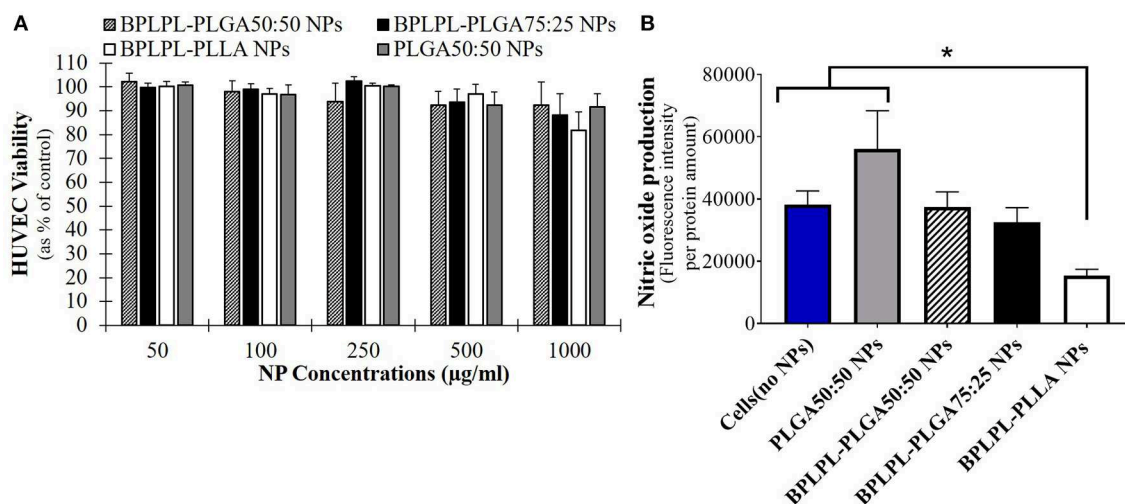 A
BPLPL-PLGA50:50 NPs
BPLPL-PLGA75:25 NPs
BPLPL-PLLA NPs
PLGA50:50 NPs
HUVEC Viability
(as % of control)
110
100
90
80
70
60
50
40
30
20
10
0
50 100 250 500 1000
NP Concentrations (µg/ml)
B
*
Nitric oxide production
(Fluorescence intensity
per protein amount)
80000
60000
40000
20000
0
Cells(no NPs)
PLGA50:50 NPs
BPLPL-PLGA50:50 NPs
BPLPL-PLGA75:25 NPs
BPLPL-PLLA NPs